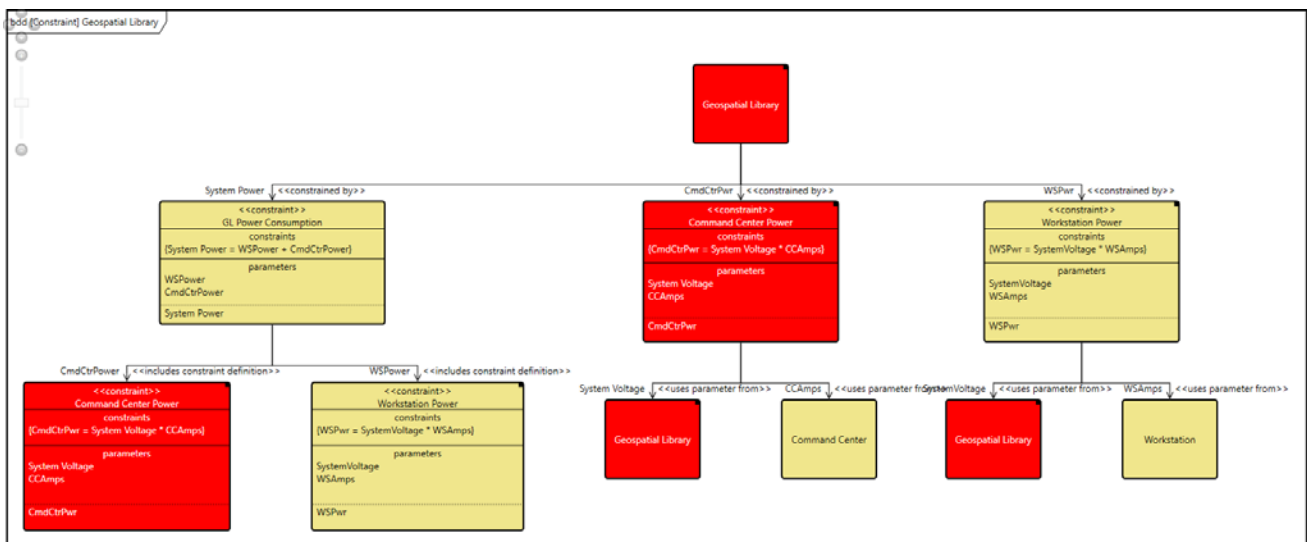 bdd [Constraint] Geospatial Library
Geospatial Library
System Power <<constrained by>>
CmdCtrPwr <<constrained by>>
WSPwr <<constrained by>>
<<constraint>>
GL Power Consumption
constraints
{System Power = WSPower + CmdCtrPower}
parameters
WSPower
CmdCtrPower
System Power
<<constraint>>
Command Center Power
constraints
{CmdCtrPwr = System Voltage * CCAmps}
parameters
System Voltage
CCAmps
CmdCtrPwr
<<constraint>>
Workstation Power
constraints
{WSPwr = SystemVoltage * WSAmps}
parameters
SystemVoltage
WSAmps
WSPwr
CmdCtrPower <<includes constraint definition>>
WSPower <<includes constraint definition>>
System Voltage <<uses parameter from>>
CCAmps <<uses parameter from>>
SystemVoltage <<uses parameter from>>
WSAmps <<uses parameter from>>
<<constraint>>
Command Center Power
constraints
{CmdCtrPwr = System Voltage * CCAmps}
parameters
System Voltage
CCAmps
CmdCtrPwr
<<constraint>>
Workstation Power
constraints
{WSPwr = SystemVoltage * WSAmps}
parameters
SystemVoltage
WSAmps
WSPwr
Geospatial Library
Command Center
Geospatial Library
Workstation